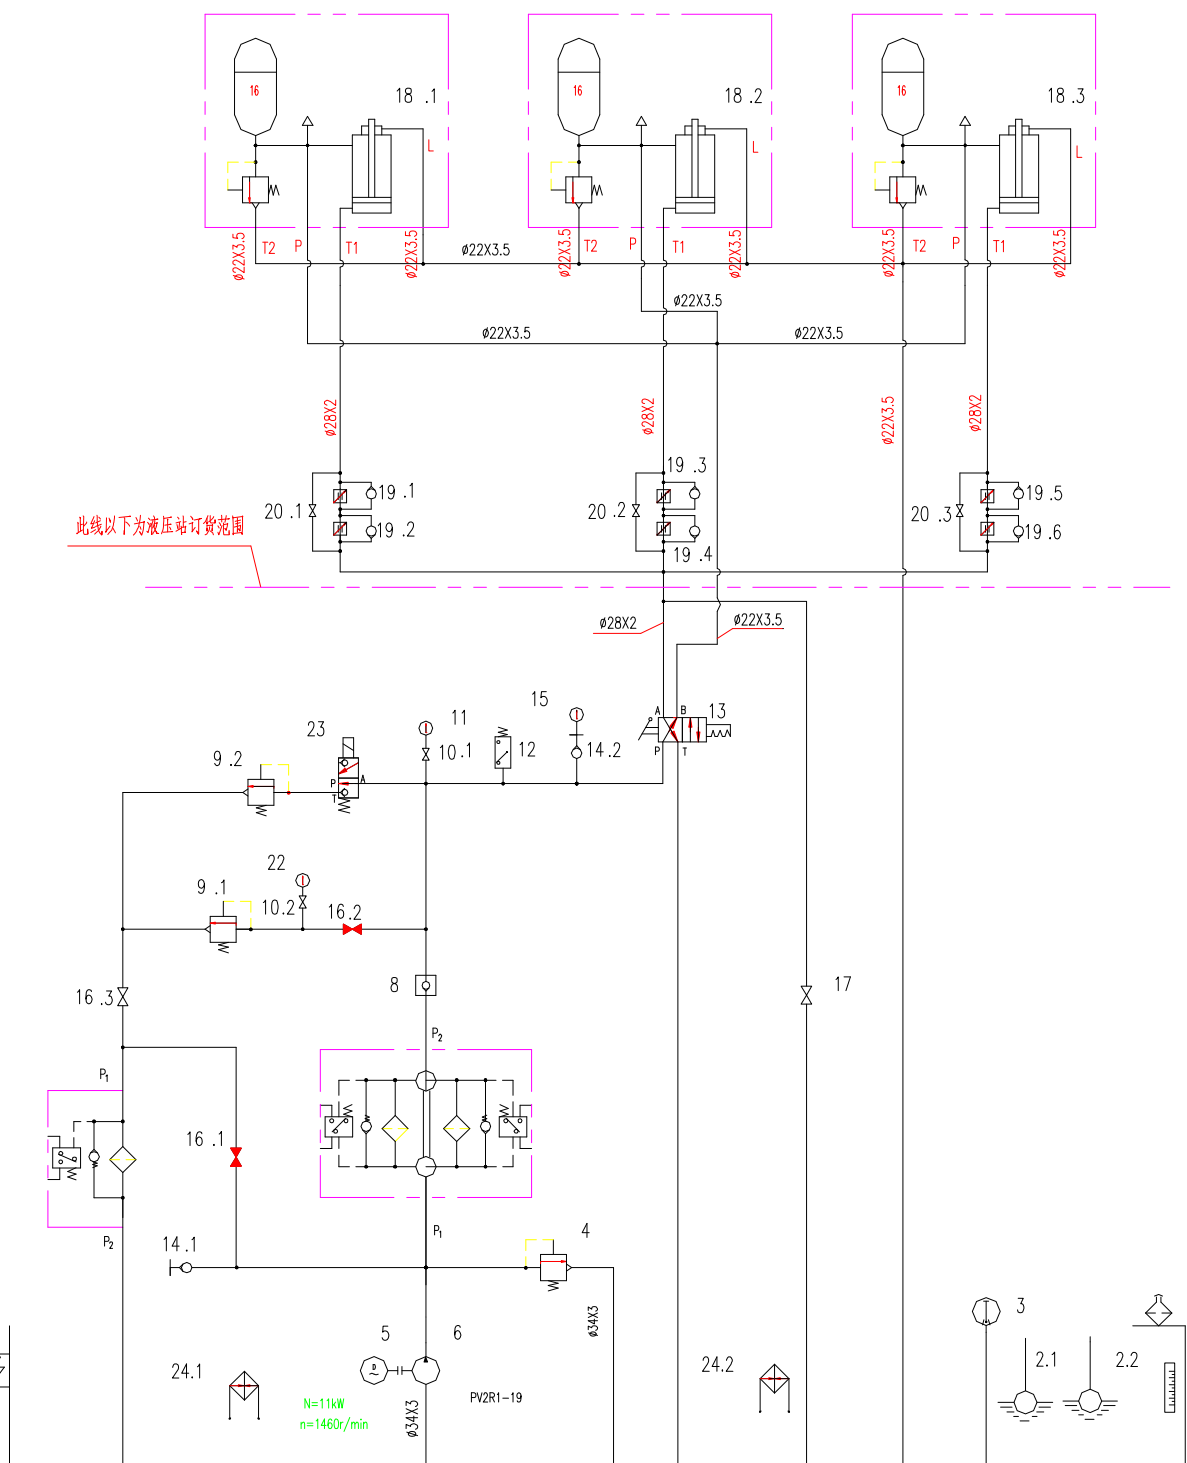 16
18 .1
16
18 .2
16
18 .3
L
L
L
ø22X3.5
T2
P
T1
ø22X3.5
ø22X3.5
ø22X3.5
T2
P
T1
ø22X3.5
ø22X3.5
T2
P
T1
ø22X3.5
ø22X3.5
ø22X3.5
ø22X3.5
ø28X2
ø28X2
ø22X3.5
ø28X2
19 .3
19 .1
19 .5
20 .1
20 .2
20 .3
此线以下为液压站订货范围
19 .2
19 .6
19 .4
ø28X2
ø22X3.5
15
A
B
13
11
23
12
14.2
P
T
9 .2
10.1
P
A
T
22
9 .1
10.2
16.2
8
17
16 .3
P2
P1
16 .1
P2
P1
4
14 .1
ø34X3
3
5
6
2.1
2.2
24.1
D
~
24.2
N=11kW
PV2R1-19
n=1460r/min
ø34X3